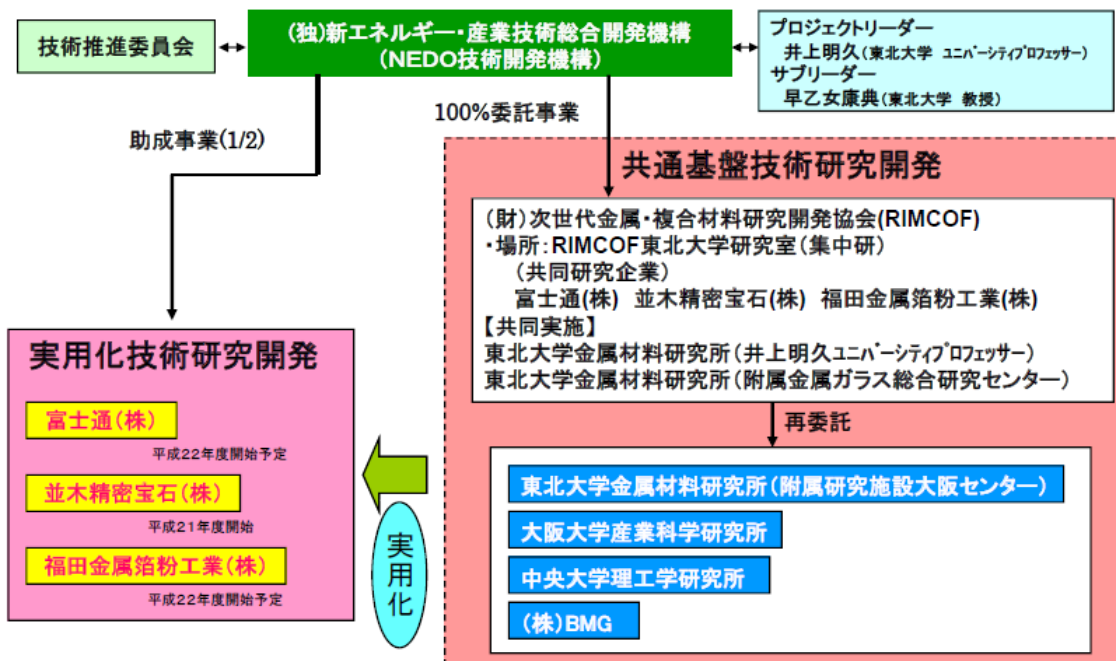 技術推進委員会
(独)新エネルギー・産業技術総合開発機構
(NEDO技術開発機構)
プロジェクトリーダー
井上明久(東北大学 ユニバーシティプロフェッサー)
サブリーダー
早乙女康典(東北大学 教授)
助成事業(1/2)
100%委託事業
共通基盤技術研究開発
(財)次世代金属・複合材料研究開発協会(RIMCOF)
・場所:RIMCOF東北大学研究室(集中研)
(共同研究企業)
富士通(株) 並木精密宝石(株) 福田金属箔粉工業(株)
【共同実施】
東北大学金属材料研究所(井上明久ユニバーシティプロフェッサー)
東北大学金属材料研究所(附属金属ガラス総合研究センター)
再委託
東北大学金属材料研究所(附属研究施設大阪センター)
大阪大学産業科学研究所
中央大学理工学研究所
(株)BMG
実用化技術研究開発
富士通(株)
平成22年度開始予定
並木精密宝石(株)
平成21年度開始
福田金属箔粉工業(株)
平成22年度開始予定
実用化